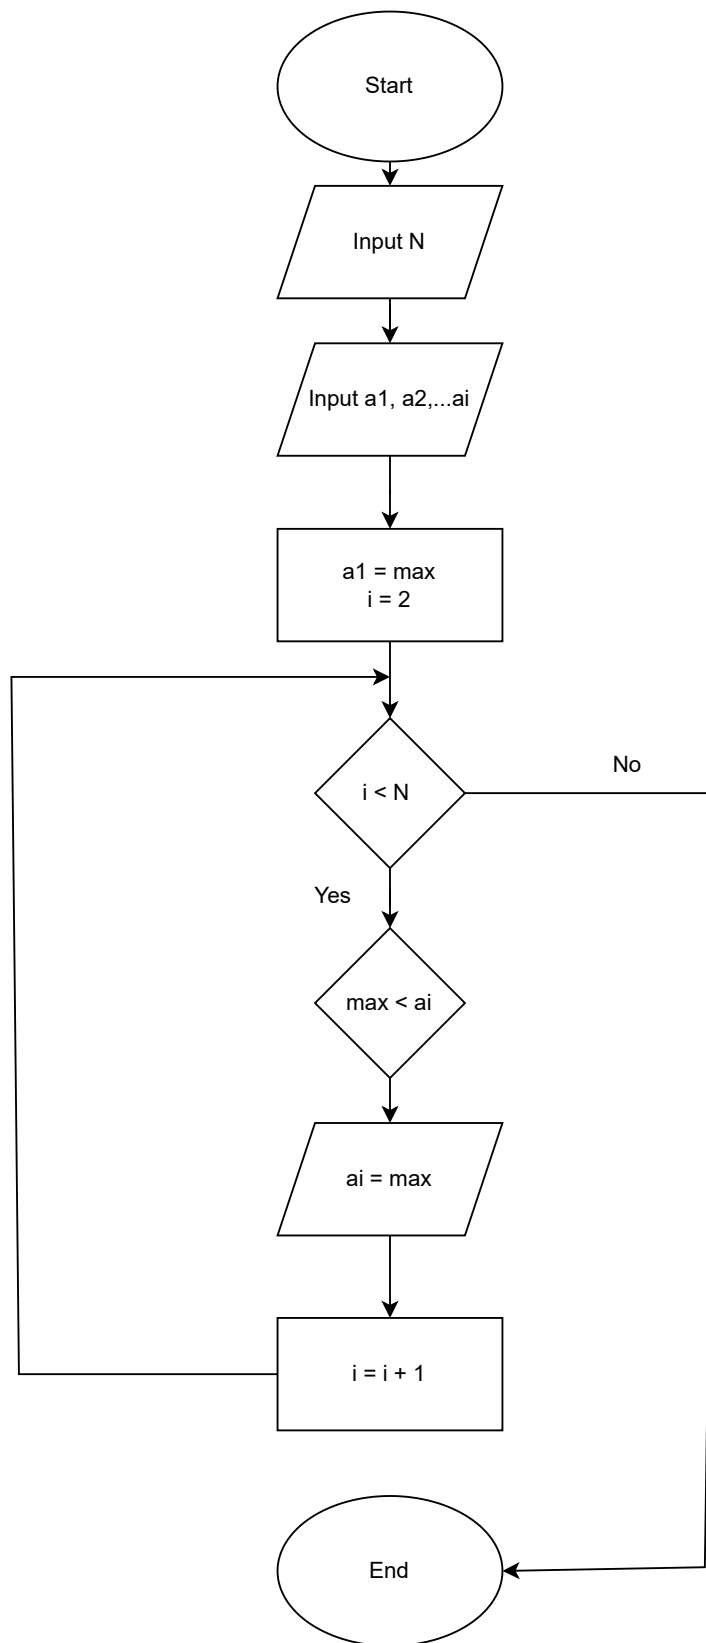 Start
Input N
Input a1, a2,...ai
a1 = max
i = 2
No
i < N
Yes
max < ai
ai = max
i = i + 1
End